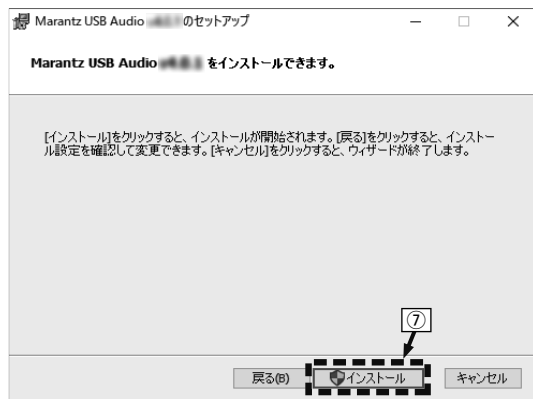 Marantz USB Audio のセットアップ
Marantz USB Audio をインストールできます。
[インストール]をクリックすると、インストールが開始されます。[戻る]をクリックすると、インストー
ル設定を確認して変更できます。[キャンセル]をクリックすると、ウィザードが終了します。
⑦
戻る(B) インストール キャンセル